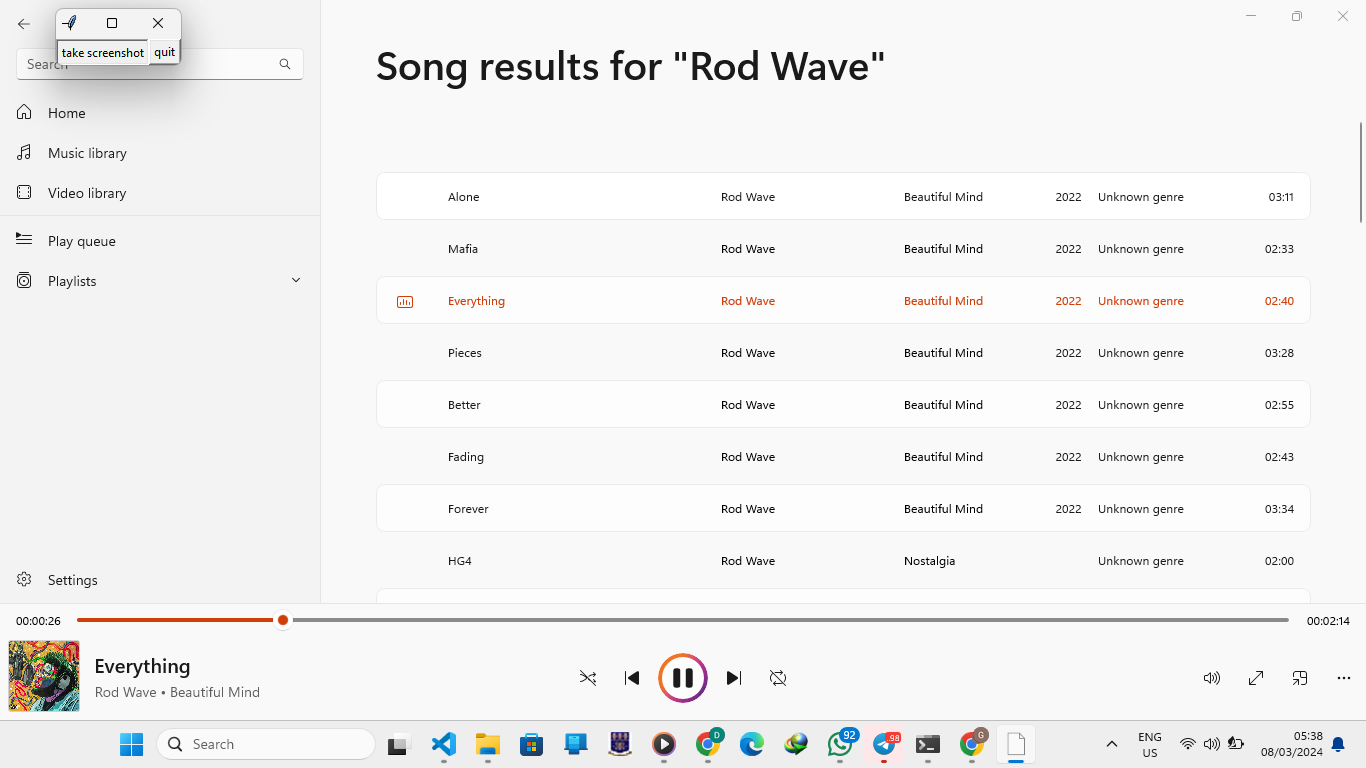 take screenshot quit
Search
Home
Music library
Video library
Play queue
Playlists
Settings
Song results for "Rod Wave"
Alone Rod Wave Beautiful Mind 2022 Unknown genre 03:11
Mafia Rod Wave Beautiful Mind 2022 Unknown genre 02:33
Everything Rod Wave Beautiful Mind 2022 Unknown genre 02:40
Pieces Rod Wave Beautiful Mind 2022 Unknown genre 03:28
Better Rod Wave Beautiful Mind 2022 Unknown genre 02:55
Fading Rod Wave Beautiful Mind 2022 Unknown genre 02:43
Forever Rod Wave Beautiful Mind 2022 Unknown genre 03:34
HG4 Rod Wave Nostalgia Unknown genre 02:00
00:00:26 00:02:14
Everything
Rod Wave • Beautiful Mind
Search D 92 98 G ENG 05:38
US 08/03/2024